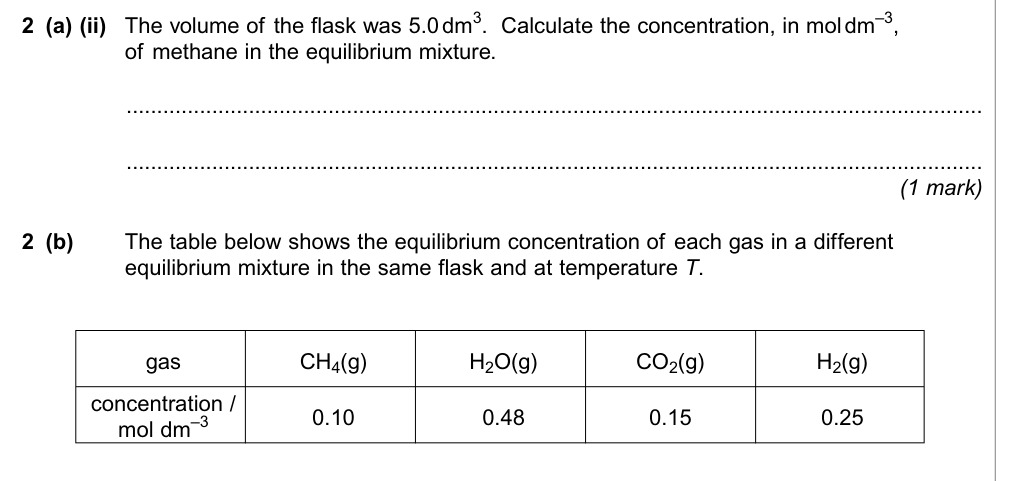 2 (a) (ii) The volume of the flask was 5.0 dm³. Calculate the concentration, in mol dm⁻³,
of methane in the equilibrium mixture.
................................................................................
................................................................................
(1 mark)
2 (b) The table below shows the equilibrium concentration of each gas in a different
equilibrium mixture in the same flask and at temperature T.
gas CH₄(g) H₂O(g) CO₂(g) H₂(g)
concentration /
mol dm⁻³ 0.10 0.48 0.15 0.25